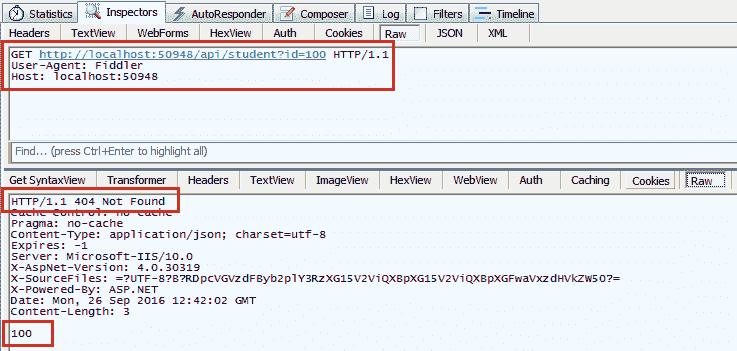 Statistics Inspectors AutoResponder Composer Log Filters Timeline
Headers TextView WebForms HexView Auth Cookies Raw JSON XML
GET http://localhost:50948/api/student?id=100 HTTP/1.1
User-Agent: Fiddler
Host: localhost:50948
Find... (press Ctrl+Enter to highlight all)
Get SyntaxView Transformer Headers TextView ImageView HexView WebView Auth Caching Cookies Raw
HTTP/1.1 404 Not Found
Cache-Control: no-cache
Pragma: no-cache
Content-Type: application/json; charset=utf-8
Expires: -1
Server: Microsoft-IIS/10.0
X-AspNet-Version: 4.0.30319
X-Powered-By: ASP.NET
Date: Mon, 26 Sep 2016 12:42:02 GMT
Content-Length: 3
100